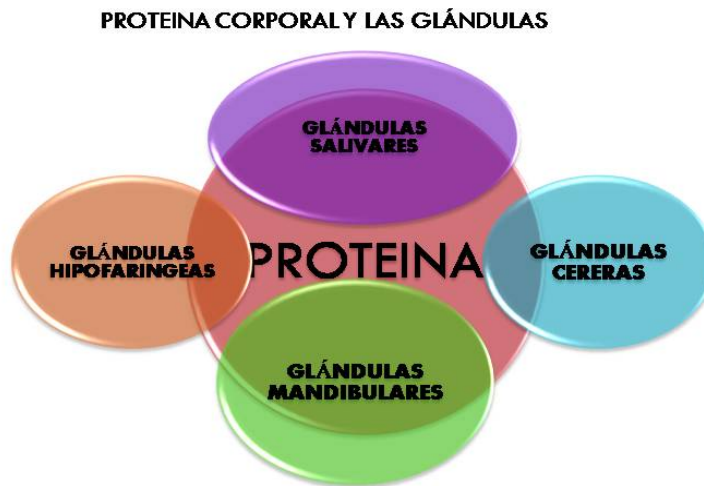 PROTEINA CORPORAL Y LAS GLÁNDULAS
GLÁNDULAS
SALIVARES
GLÁNDULAS
HIPOFARINGEAS
PROTEINA
GLÁNDULAS
CERERAS
GLÁNDULAS
MANDIBULARES